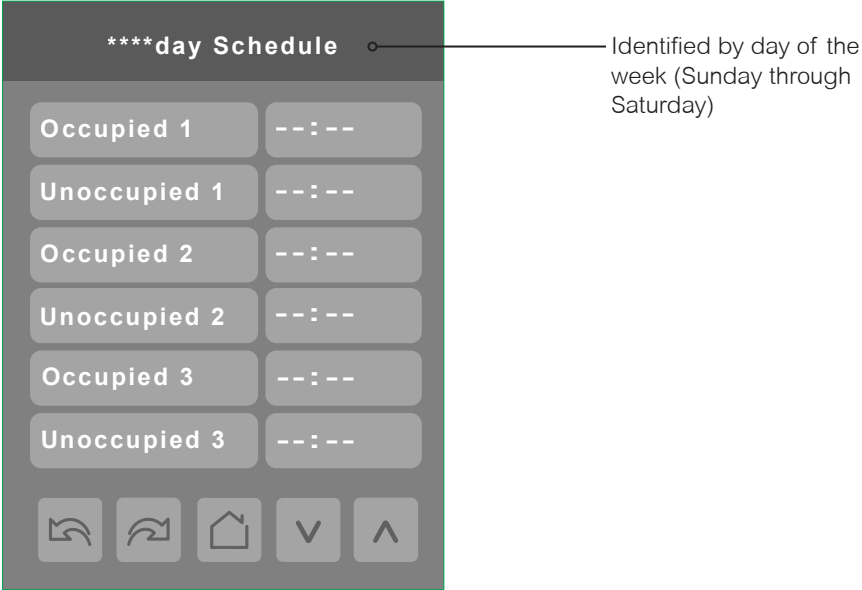 ****day Schedule
Identified by day of the
week (Sunday through
Saturday)
Occupied 1 --:--
Unoccupied 1 --:--
Occupied 2 --:--
Unoccupied 2 --:--
Occupied 3 --:--
Unoccupied 3 --:--